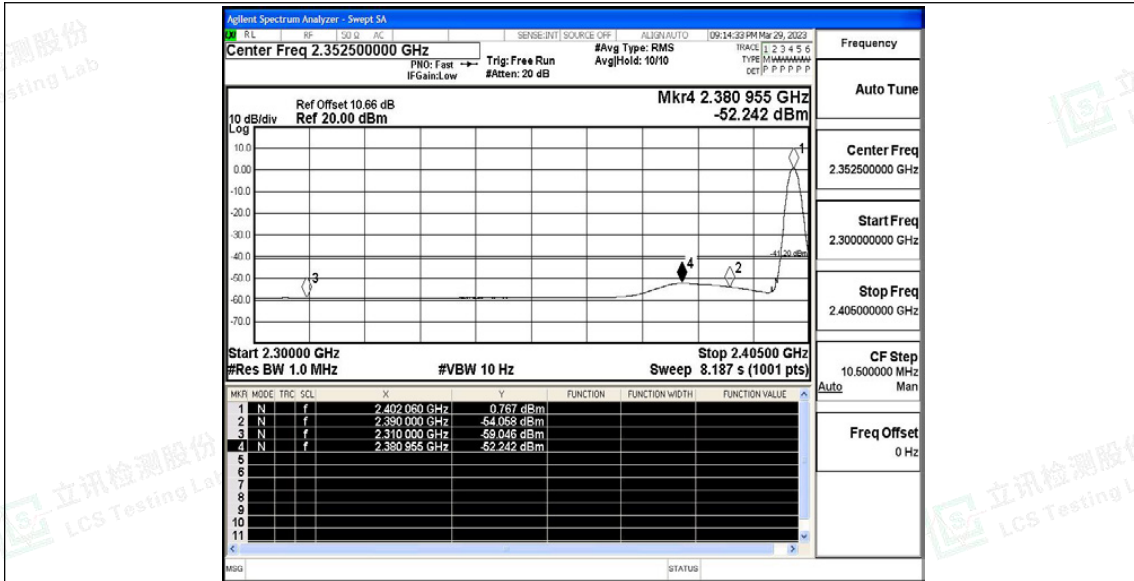 Agilent Spectrum Analyzer - Swept SA
RL RF 50 Ω AC SENSE:INT SOURCE OFF ALIGNAUTO 09:14:33 PM Mar 29, 2023
Center Freq 2.352500000 GHz
PNO: Fast
IFGain:Low
Trig: Free Run
#Atten: 20 dB
#Avg Type: RMS
Avg|Hold: 10/10
TRACE 1 2 3 4 5 6
TYPE M
DET P P P P P P
Ref Offset 10.66 dB
Ref 20.00 dBm
10 dB/div
Log
Mkr4 2.380 955 GHz
-52.242 dBm
10.0
0.00
-10.0
-20.0
-30.0
-40.0
-50.0
-60.0
-70.0
1
-41.20 dBm
4
2
3
Start 2.30000 GHz
Stop 2.40500 GHz
#Res BW 1.0 MHz
#VBW 10 Hz
Sweep 8.187 s (1001 pts)
MKR MODE TRC SCL X Y FUNCTION FUNCTION WIDTH FUNCTION VALUE
1 N f 2.402 060 GHz 0.767 dBm
2 N f 2.390 000 GHz -54.058 dBm
3 N f 2.310 000 GHz -59.046 dBm
4 N f 2.380 955 GHz -52.242 dBm
5
6
7
8
9
10
11
MSG
STATUS
Frequency
Auto Tune
Center Freq
2.352500000 GHz
Start Freq
2.300000000 GHz
Stop Freq
2.405000000 GHz
CF Step
10.500000 MHz
Auto Man
Freq Offset
0 Hz
立讯检测股份
LCS Testing Lab
立讯检测股份
LCS Testing L